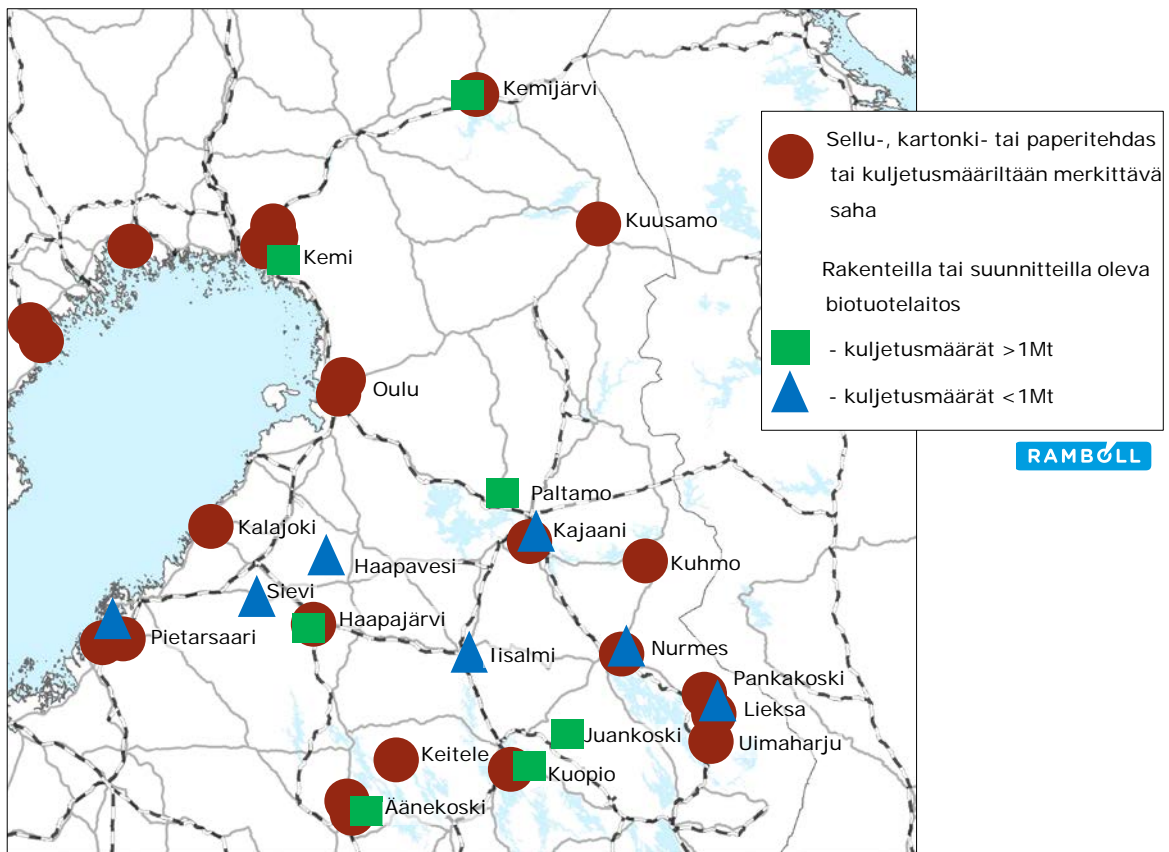 Kemijärvi
Kuusamo
Kemi
Oulu
Paltamo
Kajaani
Kalajoki
Kuhmo
Haapavesi
Sievi
Haapajärvi
Pietarsaari
Iisalmi
Nurmes
Pankakoski
Lieksa
Juankoski
Uimaharju
Keitele
Kuopio
Äänekoski
Sellu-, kartonki- tai paperitehdas
tai kuljetusmääriltään merkittävä
saha
Rakenteilla tai suunnitteilla oleva
biotuotelaitos
- kuljetusmäärät >1Mt
- kuljetusmäärät <1Mt
RAMBOLL